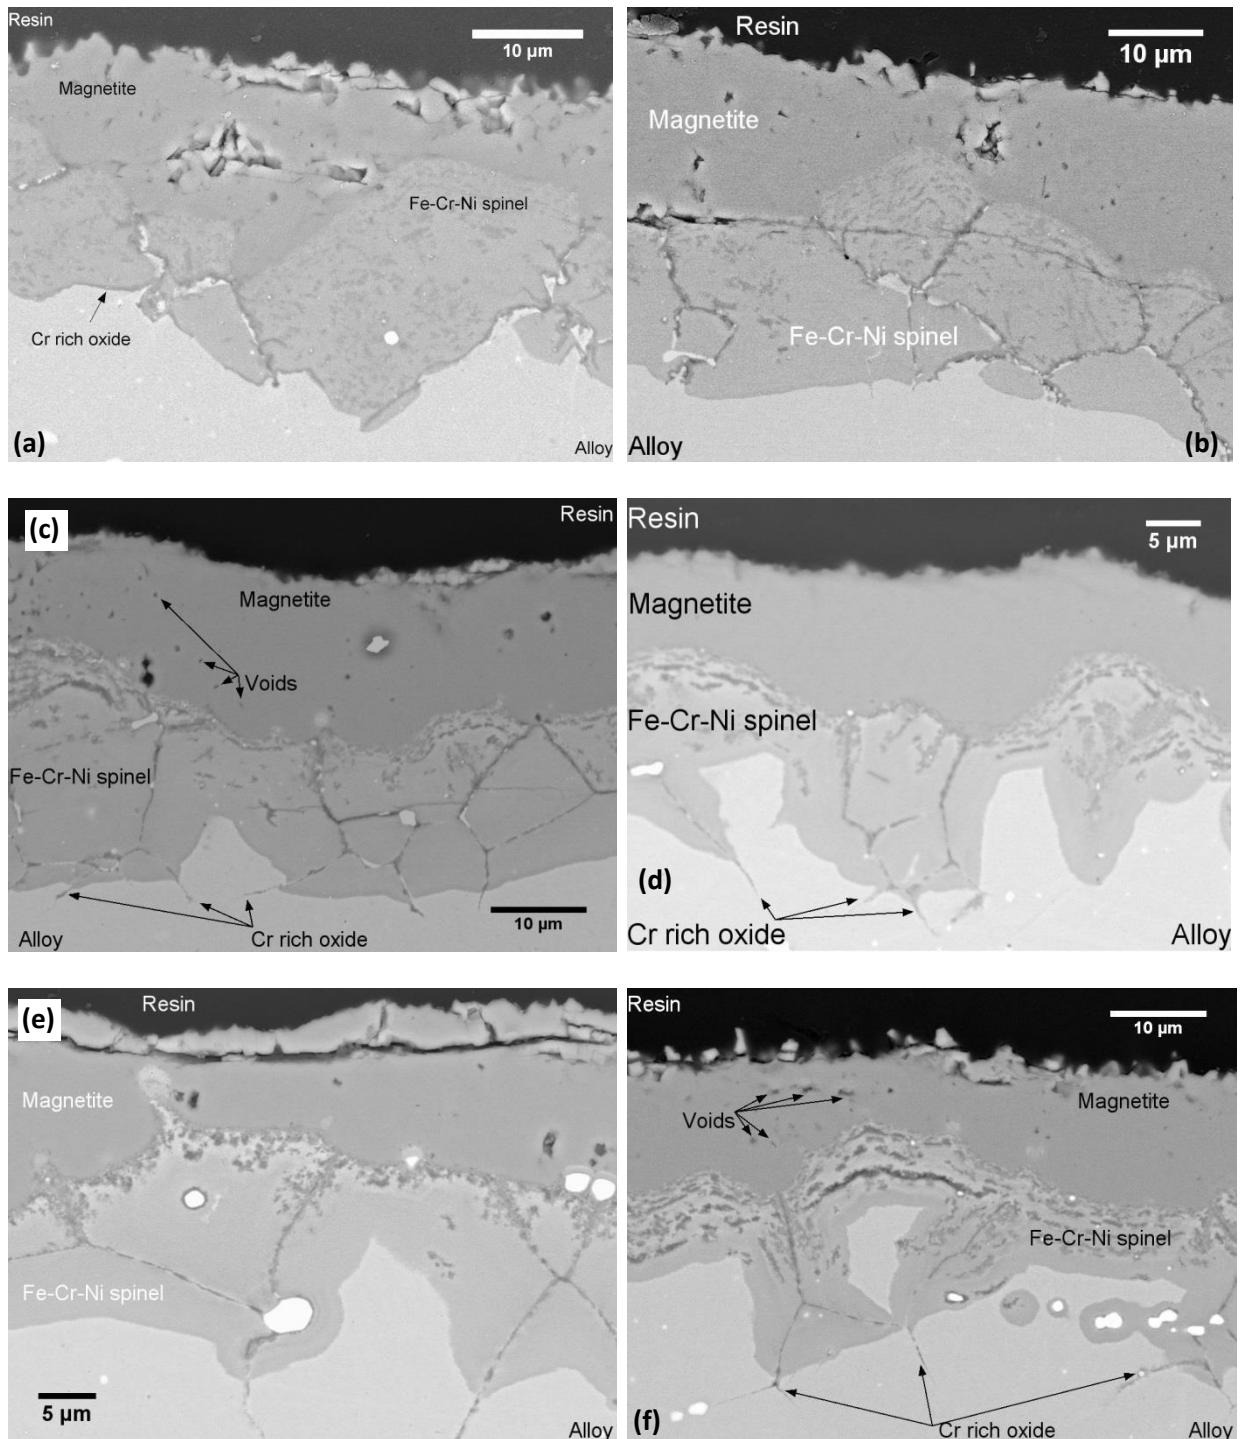 Resin
10 µm
Magnetite
Fe-Cr-Ni spinel
Cr rich oxide
(a)
Alloy
Resin
10 µm
Magnetite
Fe-Cr-Ni spinel
Alloy
(b)
(c)
Resin
Magnetite
Voids
Fe-Cr-Ni spinel
10 µm
Alloy
Cr rich oxide
Resin
5 µm
Magnetite
Fe-Cr-Ni spinel
(d)
Cr rich oxide
Alloy
(e)
Resin
Magnetite
Fe-Cr-Ni spinel
5 µm
Alloy
Resin
10 µm
Voids
Magnetite
Fe-Cr-Ni spinel
(f)
Cr rich oxide
Alloy